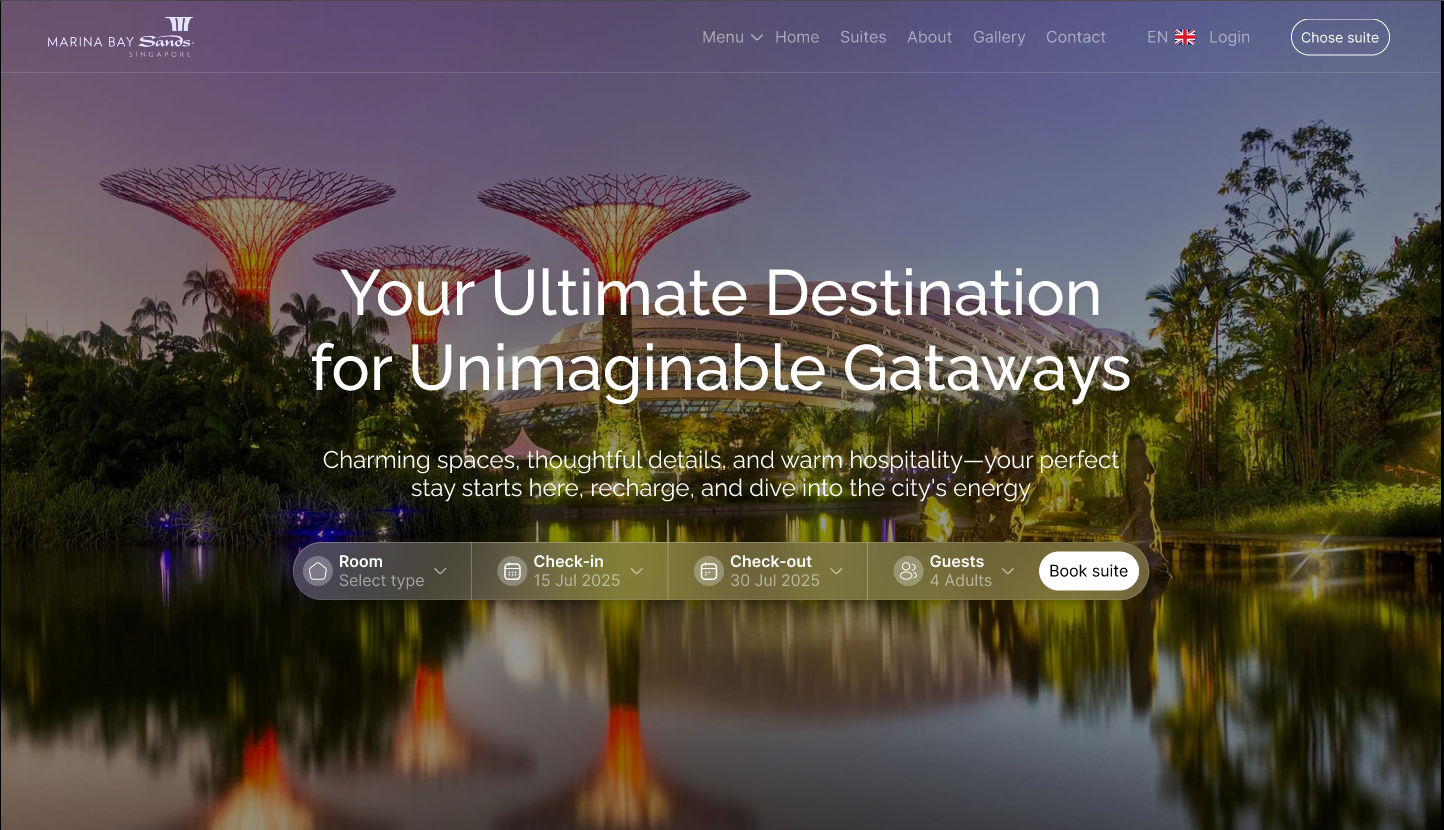 MARINA BAY Sands
SINGAPORE
Menu Home Suites About Gallery Contact EN Login Chose suite
Your Ultimate Destination
for Unimaginable Gataways
Charming spaces, thoughtful details, and warm hospitality—your perfect
stay starts here, recharge, and dive into the city's energy
Room Check-in Check-out Guests
Select type 15 Jul 2025 30 Jul 2025 4 Adults
Book suite